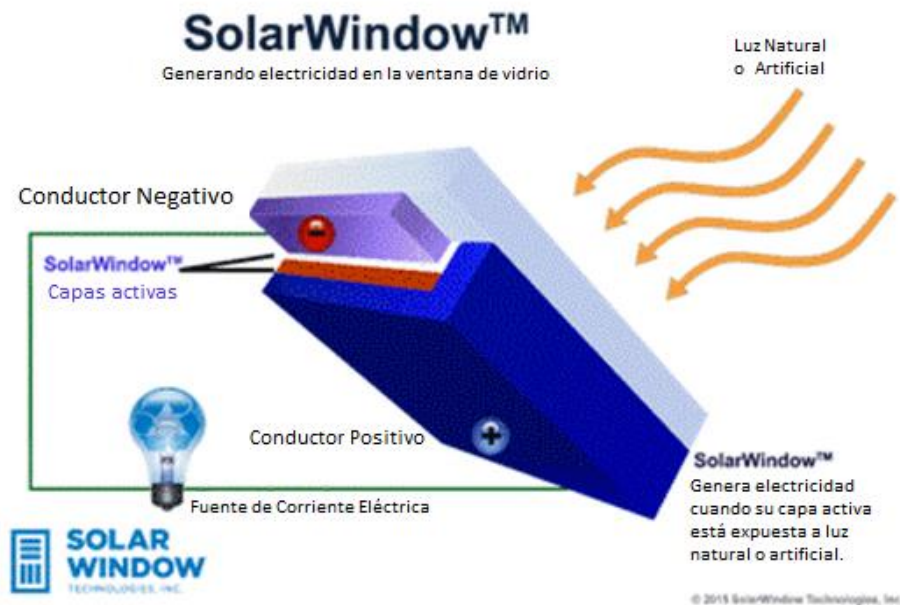 SolarWindow™
Generando electricidad en la ventana de vidrio
Luz Natural
o Artificial
Conductor Negativo
SolarWindow™
Capas activas
Conductor Positivo
Fuente de Corriente Eléctrica
SolarWindow™
Genera electricidad
cuando su capa activa
está expuesta a luz
natural o artificial.
SOLAR
WINDOW
TECHNOLOGIES, INC.
© 2015 SolarWindow Technologies, Inc